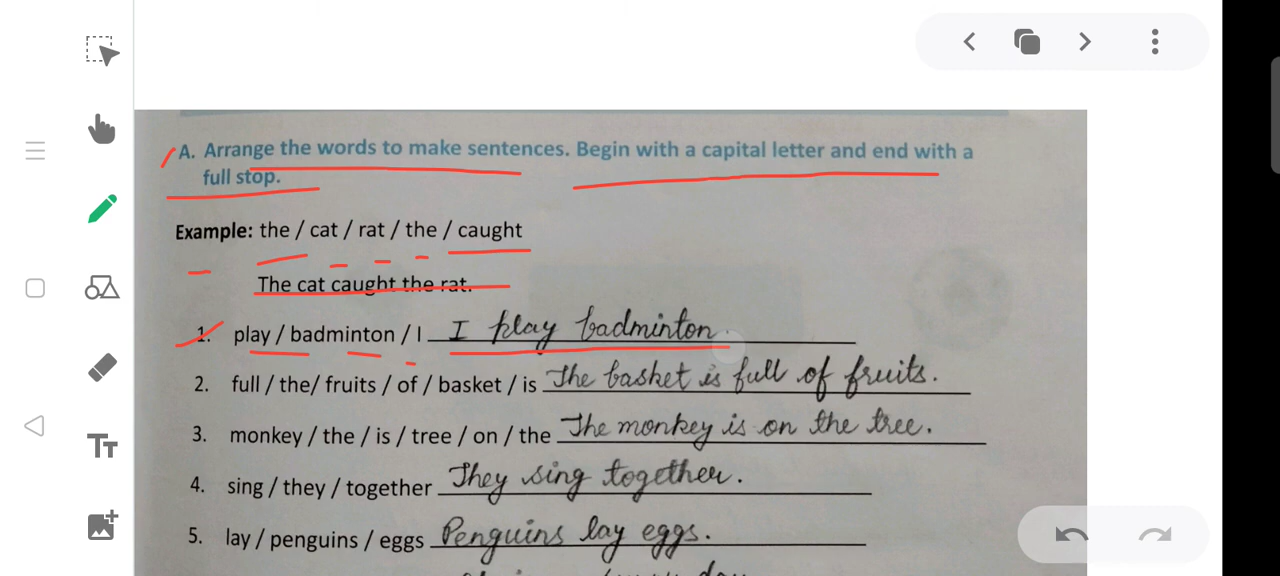 A. Arrange the words to make sentences. Begin with a capital letter and end with a
full stop.
Example: the / cat / rat / the / caught
The cat caught the rat.
1. play / badminton / I I play badminton.
2. full / the/ fruits / of / basket / is The basket is full of fruits.
3. monkey / the / is / tree / on / the The monkey is on the tree.
4. sing / they / together They sing together.
5. lay / penguins / eggs Penguins lay eggs.
TT